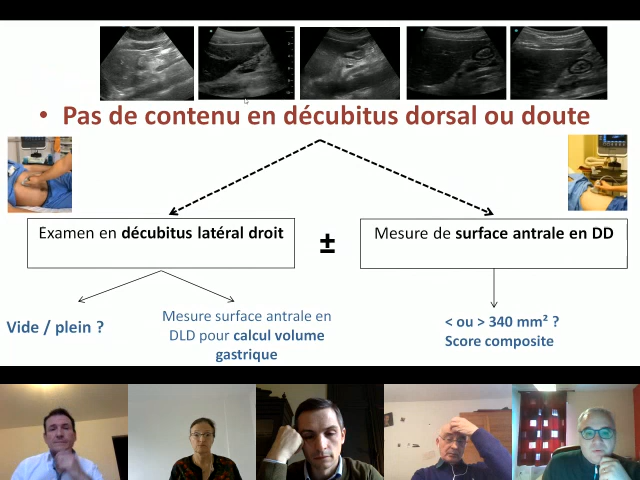 • Pas de contenu en décubitus dorsal ou doute
Examen en décubitus latéral droit
±
Mesure de surface antrale en DD
Vide / plein ?
Mesure surface antrale en
DLD pour calcul volume
gastrique
< ou > 340 mm² ?
Score composite